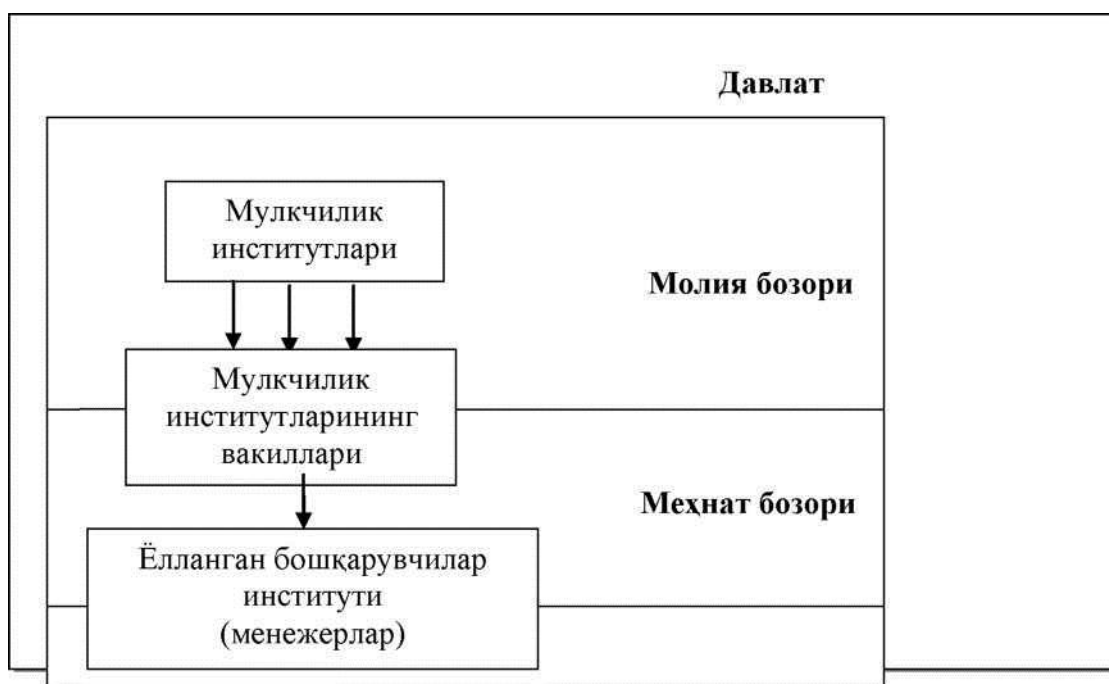 Давлат
Мулкчилик
институтлари
Молия бозори
Мулкчилик
институтларининг
вакиллари
Меҳнат бозори
Ёлланган бошқарувчилар
институти
(менежерлар)